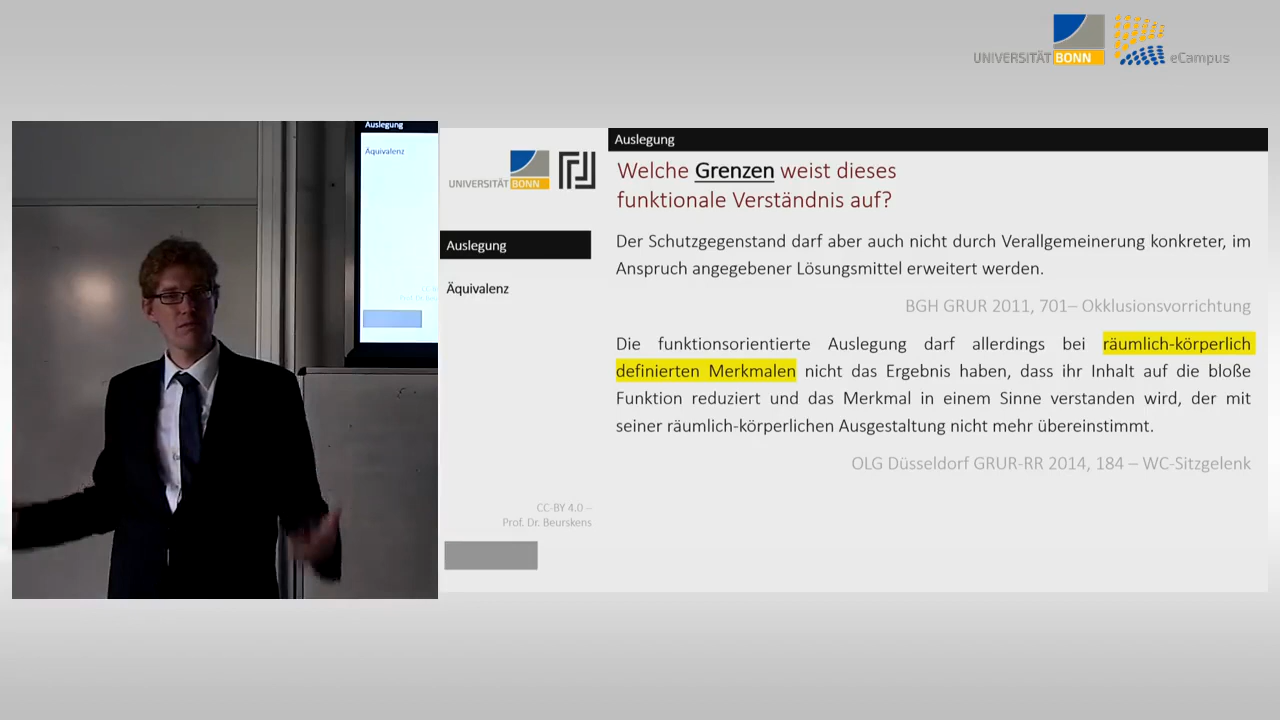 UNIVERSITÄT BONN
eCampus
Auslegung
Äquivalenz
UNIVERSITÄT BONN
Auslegung
Äquivalenz
CC-BY 4.0 –
Prof. Dr. Beurskens
Auslegung
Welche Grenzen weist dieses
funktionale Verständnis auf?
Der Schutzgegenstand darf aber auch nicht durch Verallgemeinerung konkreter, im
Anspruch angegebener Lösungsmittel erweitert werden.
BGH GRUR 2011, 701– Okklusionsvorrichtung
Die funktionsorientierte Auslegung darf allerdings bei räumlich-körperlich
definierten Merkmalen nicht das Ergebnis haben, dass ihr Inhalt auf die bloße
Funktion reduziert und das Merkmal in einem Sinne verstanden wird, der mit
seiner räumlich-körperlichen Ausgestaltung nicht mehr übereinstimmt.
OLG Düsseldorf GRUR-RR 2014, 184 – WC-Sitzgelenk